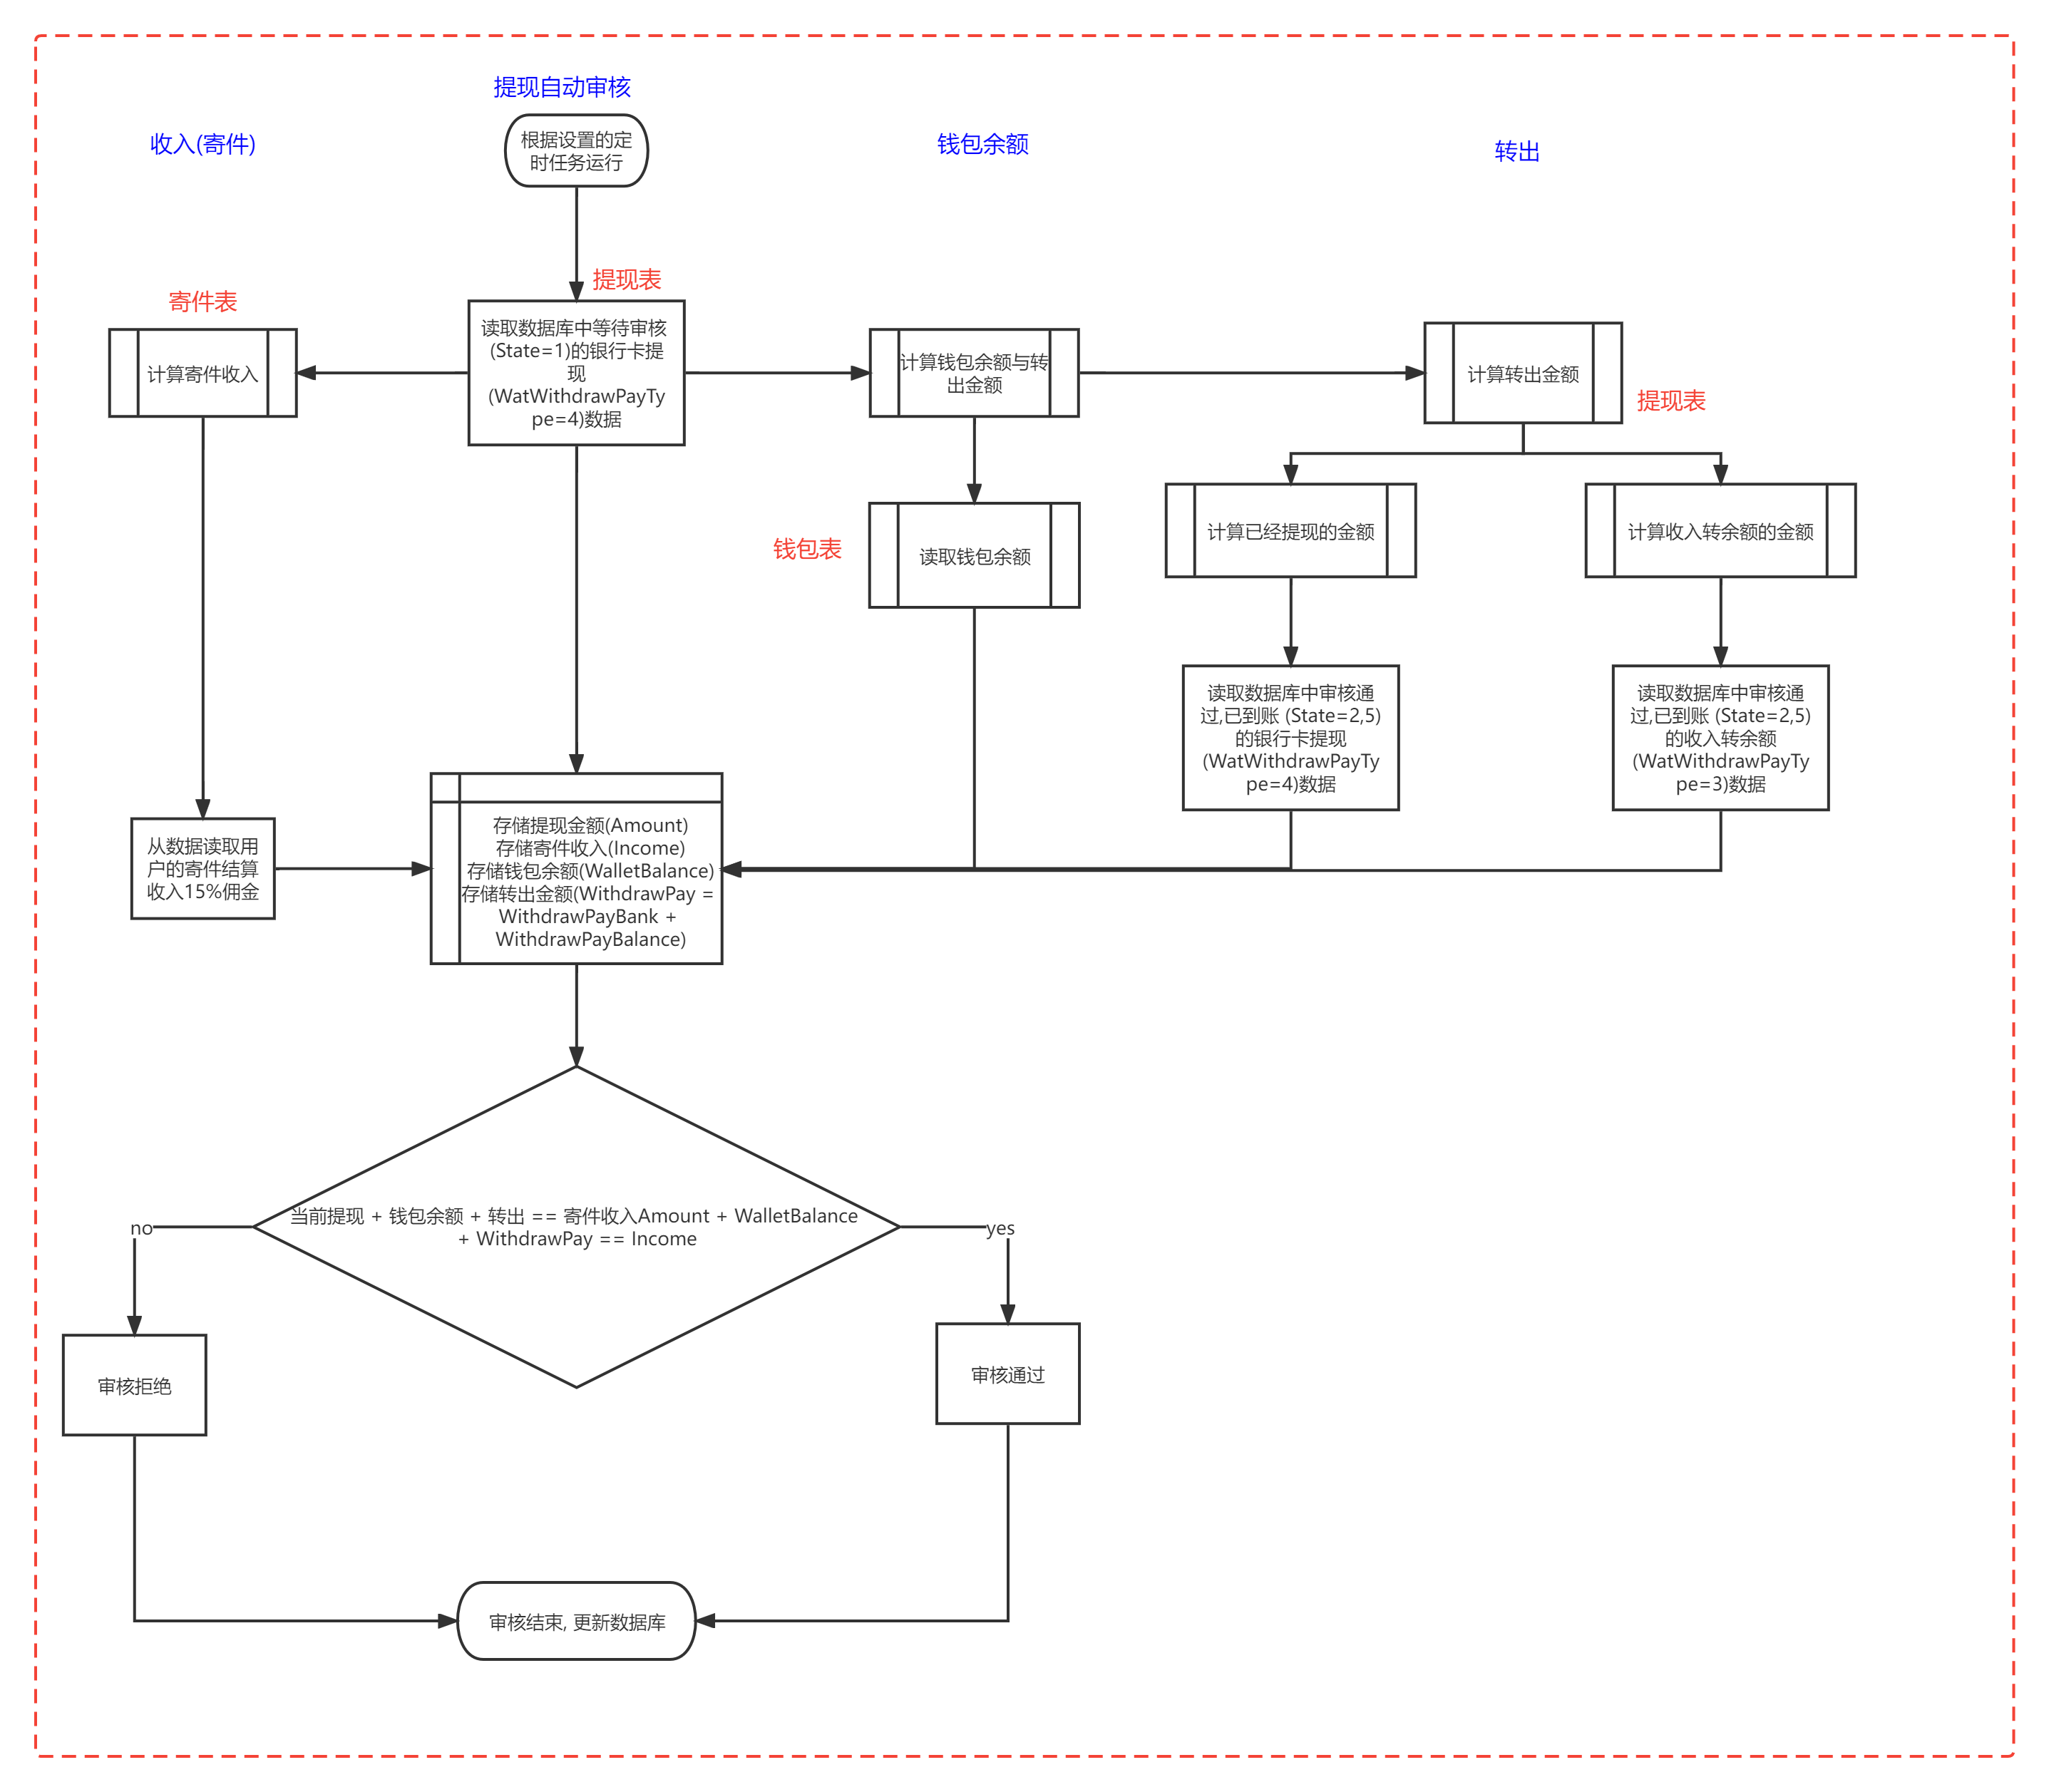 提现自动审核
收入(寄件)
根据设置的定
时任务运行
钱包余额
转出
提现表
寄件表
读取数据库中等待审核
(State=1)的银行卡提
现
(WatWithdrawPayTy
pe=4)数据
计算寄件收入
计算钱包余额与转
出金额
计算转出金额
提现表
钱包表
读取钱包余额
计算已经提现的金额
计算收入转余额的金额
读取数据库中审核通
过,已到账 (State=2,5)
的银行卡提现
(WatWithdrawPayTy
pe=4)数据
读取数据库中审核通
过,已到账 (State=2,5)
的收入转余额
(WatWithdrawPayTy
pe=3)数据
从数据读取用
户的寄件结算
收入15%佣金
存储提现金额(Amount)
存储寄件收入(Income)
存储钱包余额(WalletBalance)
存储转出金额(WithdrawPay =
WithdrawPayBank +
WithdrawPayBalance)
当前提现 + 钱包余额 + 转出 == 寄件收入Amount + WalletBalance
+ WithdrawPay == Income
no
yes
审核拒绝
审核通过
审核结束, 更新数据库